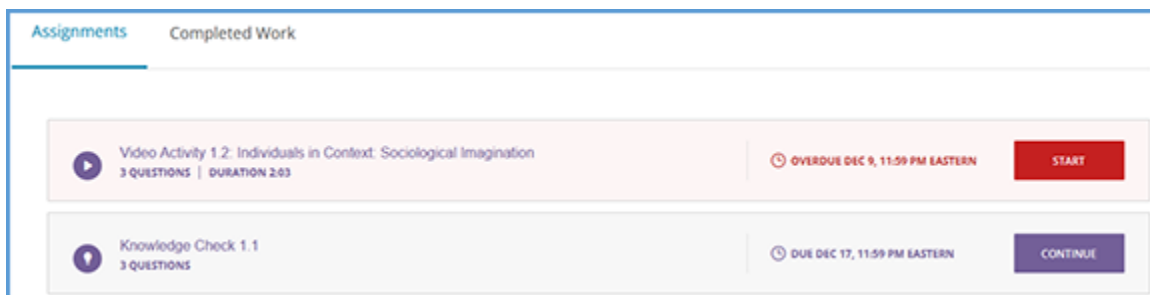 Assignments
Completed Work
Video Activity 1.2: Individuals in Context: Sociological Imagination
3 QUESTIONS | DURATION 2:03
OVERDUE DEC 9, 11:59 PM EASTERN
START
Knowledge Check 1.1
3 QUESTIONS
DUE DEC 17, 11:59 PM EASTERN
CONTINUE